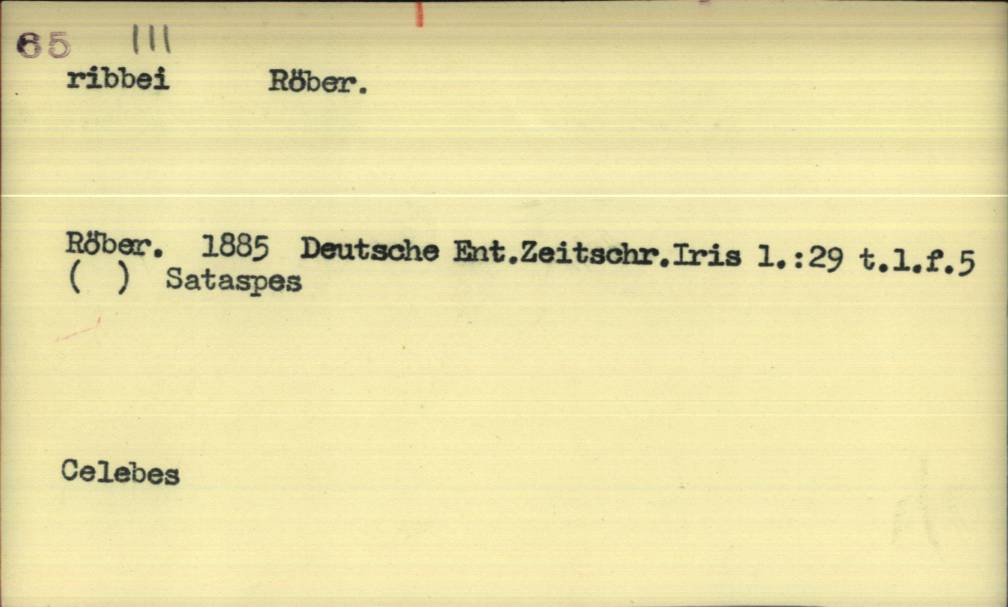 65 III
ribbei Röber.
Röber. 1885 Deutsche Ent.Zeitschr.Iris 1.:29 t.1.f.5
( ) Sataspes
Celebes